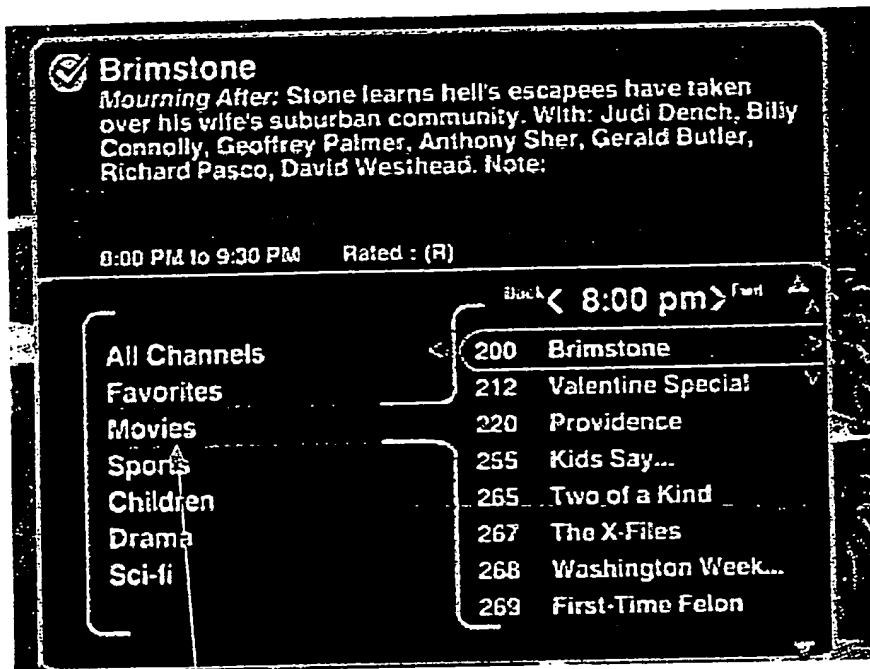 Brimstone
Mourning After: Stone learns hell's escapees have taken
over his wife's suburban community. With: Judi Dench, Billy
Connolly, Geoffrey Palmer, Anthony Sher, Gerald Butler,
Richard Pasco, David Westhead. Note:
8:00 PM to 9:30 PM Rated : (R)
Back < 8:00 pm > Fwd
All Channels
Favorites
Movies
Sports
Children
Drama
Sci-fi
200 Brimstone
212 Valentine Special
220 Providence
255 Kids Say...
265 Two of a Kind
267 The X-Files
268 Washington Week...
269 First-Time Felon